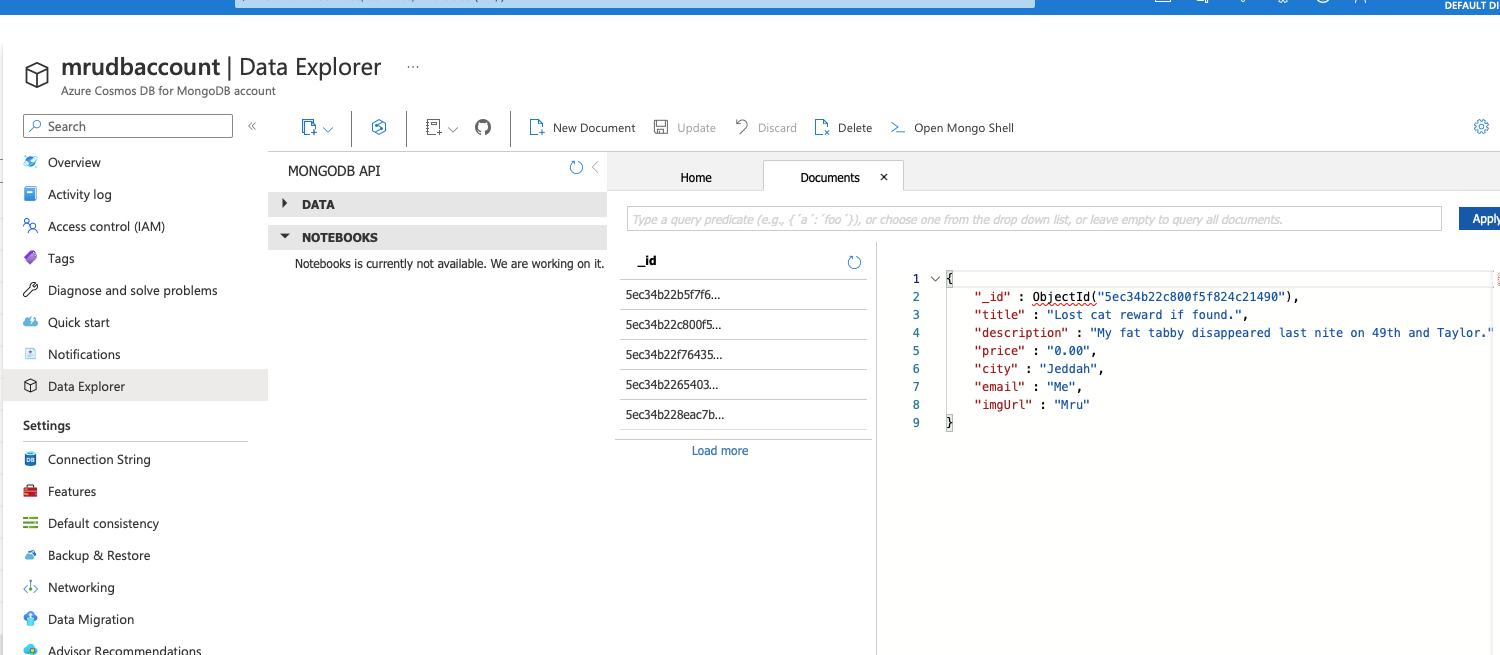 DEFAULT DI
mrudbaccount | Data Explorer ...
Azure Cosmos DB for MongoDB account
Search
Overview
Activity log
Access control (IAM)
Tags
Diagnose and solve problems
Quick start
Notifications
Data Explorer
Settings
Connection String
Features
Default consistency
Backup & Restore
Networking
Data Migration
Advisor Recommendations
New Document
Update
Discard
Delete
Open Mongo Shell
MONGODB API
DATA
NOTEBOOKS
Notebooks is currently not available. We are working on it.
Home
Documents
Type a query predicate (e.g., {´a´:´foo´}), or choose one from the drop down list, or leave empty to query all documents.
Apply
_id
5ec34b22b5f7f6...
5ec34b22c800f5...
5ec34b22f76435...
5ec34b2265403...
5ec34b228eac7b...
Load more
1 {
2 "_id" : ObjectId("5ec34b22c800f5f824c21490"),
3 "title" : "Lost cat reward if found.",
4 "description" : "My fat tabby disappeared last nite on 49th and Taylor."
5 "price" : "0.00",
6 "city" : "Jeddah",
7 "email" : "Me",
8 "imgUrl" : "Mru"
9 }